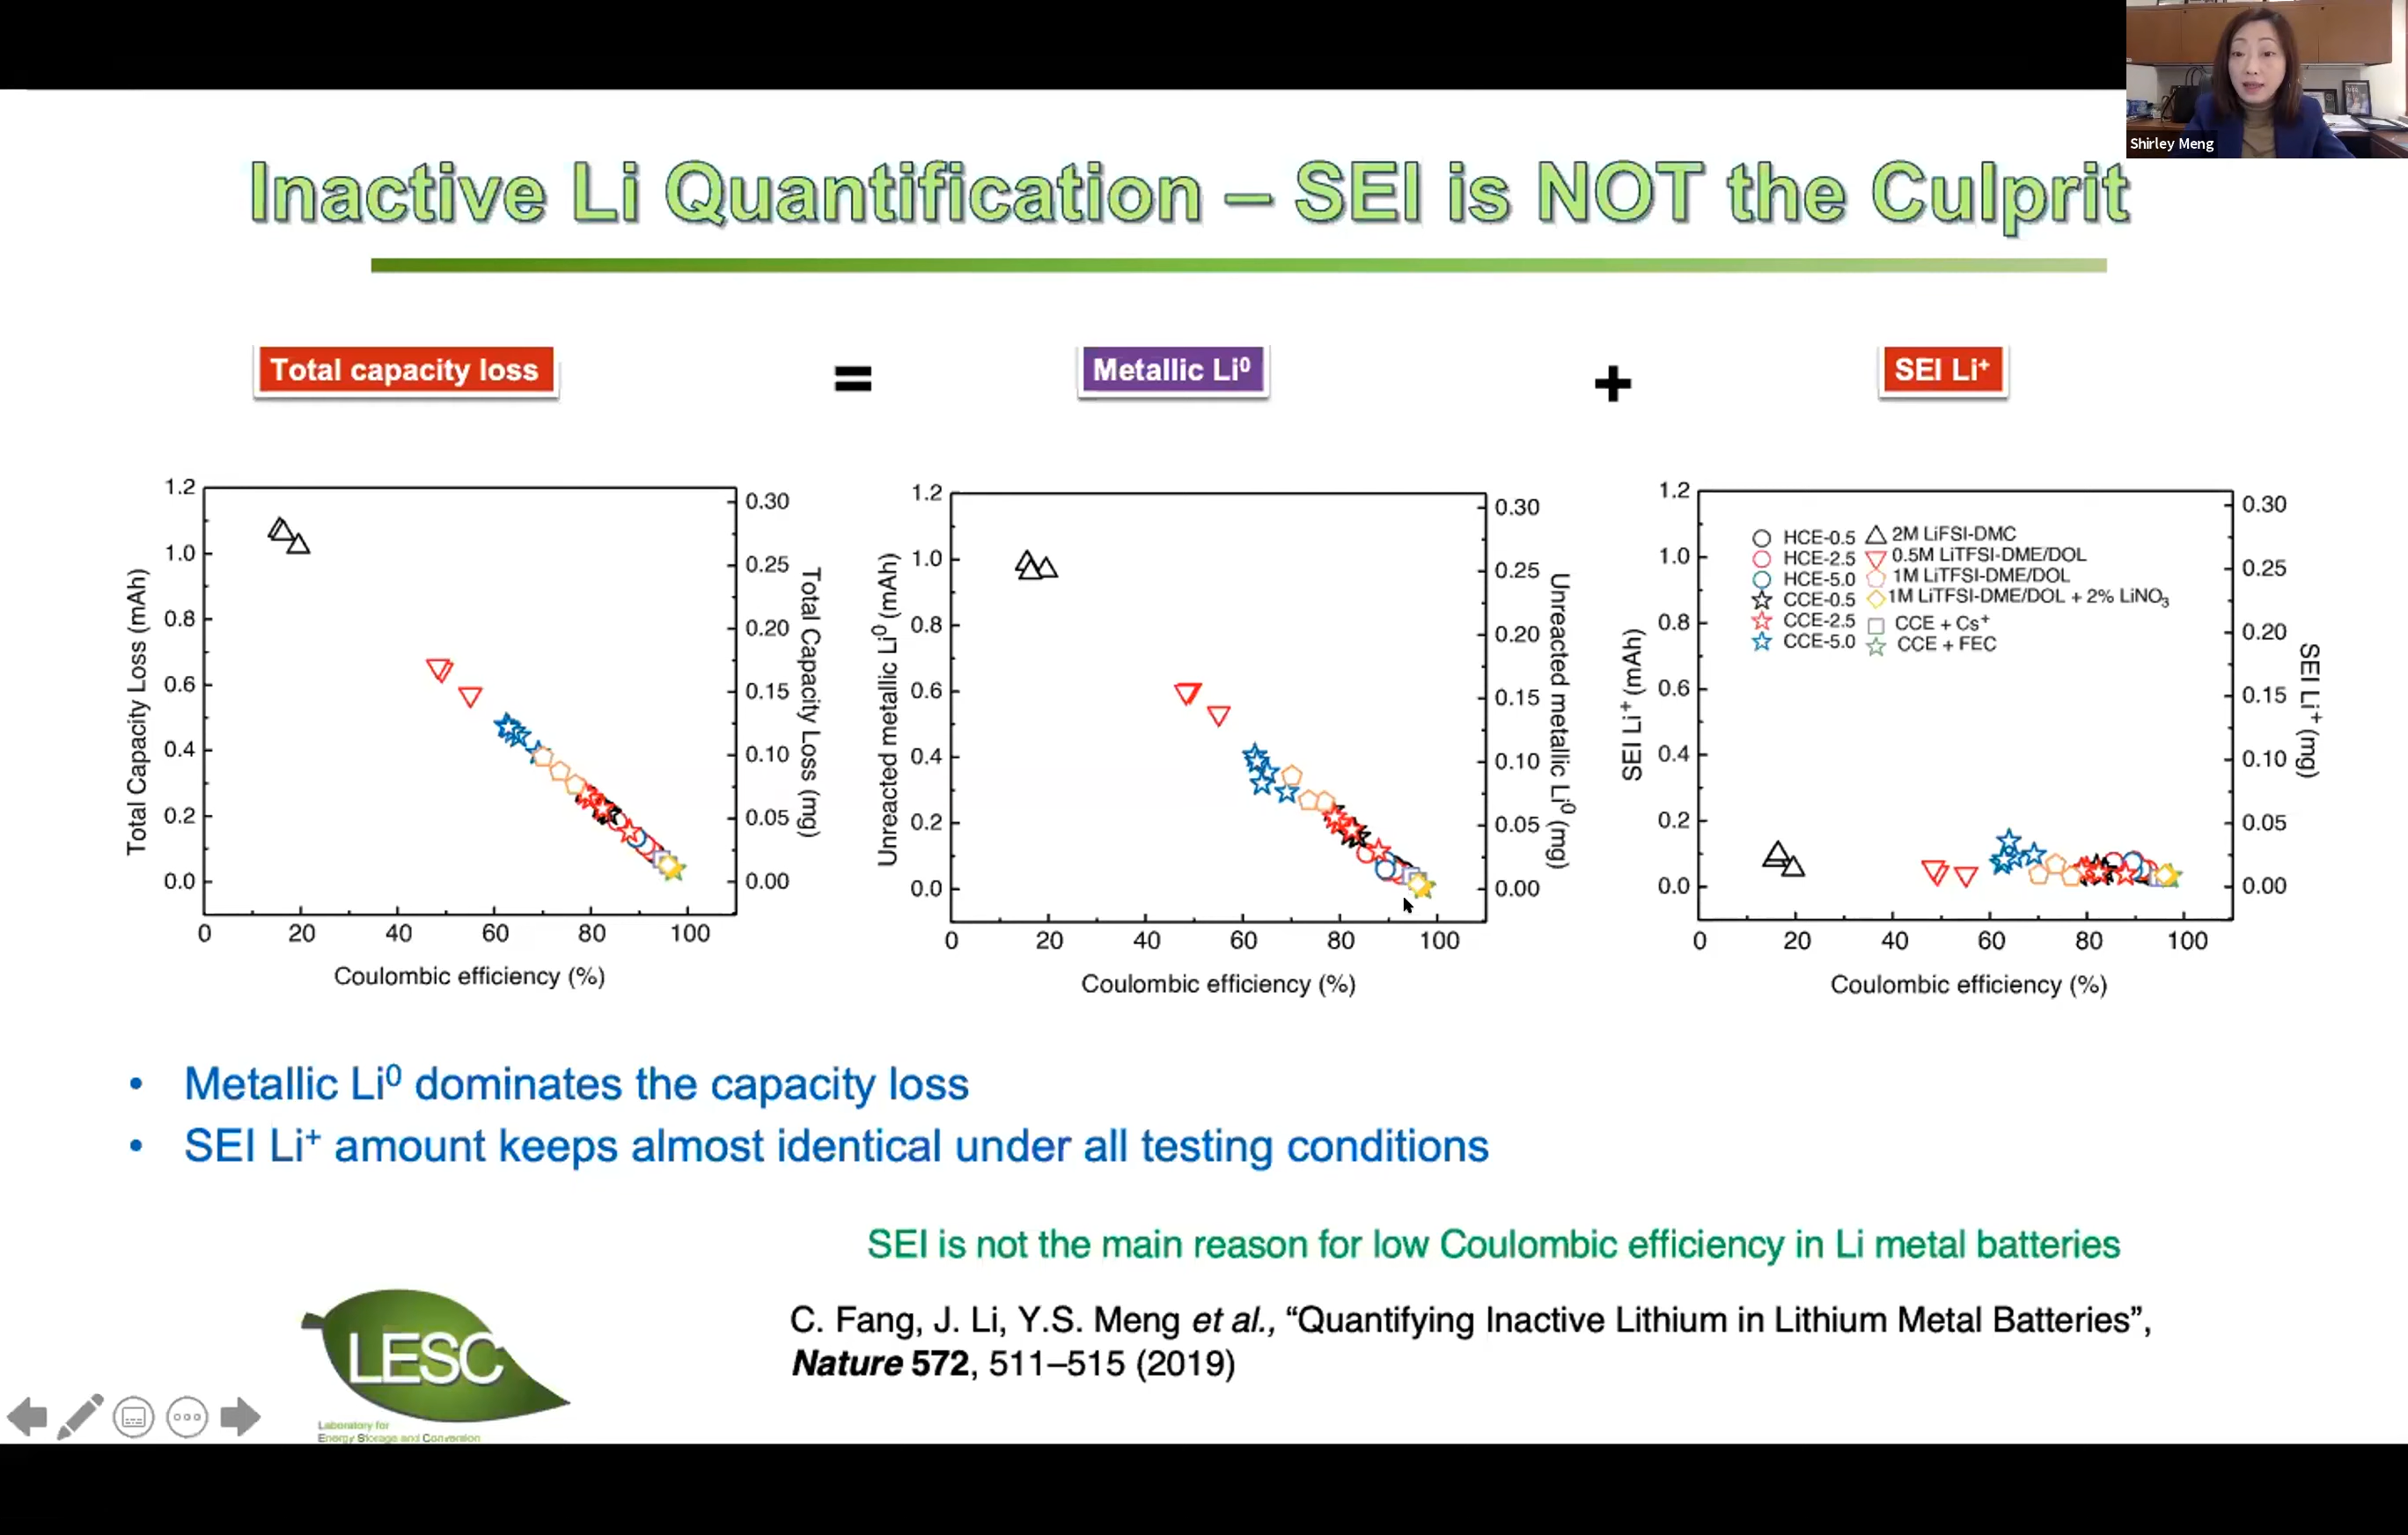 Shirley Meng
Inactive Li Quantification – SEI is NOT the Culprit
Total capacity loss
=
Metallic Li⁰
+
SEI Li⁺
1.2
1.0
0.8
0.6
0.4
0.2
0.0
Total Capacity Loss (mAh)
0.30
0.25
0.20
0.15
0.10
0.05
0.00
Total Capacity Loss (mg)
0 20 40 60 80 100
Coulombic efficiency (%)
1.2
1.0
0.8
0.6
0.4
0.2
0.0
Unreacted metallic Li⁰ (mAh)
0.30
0.25
0.20
0.15
0.10
0.05
0.00
Unreacted metallic Li⁰ (mg)
0 20 40 60 80 100
Coulombic efficiency (%)
1.2
1.0
0.8
0.6
0.4
0.2
0.0
SEI Li⁺ (mAh)
HCE-0.5 2M LiFSI-DMC
HCE-2.5 0.5M LiTFSI-DME/DOL
HCE-5.0 1M LiTFSI-DME/DOL
CCE-0.5 1M LiTFSI-DME/DOL + 2% LiNO₃
CCE-2.5 CCE + Cs⁺
CCE-5.0 CCE + FEC
0.30
0.25
0.20
0.15
0.10
0.05
0.00
SEI Li⁺ (mg)
0 20 40 60 80 100
Coulombic efficiency (%)
• Metallic Li⁰ dominates the capacity loss
• SEI Li⁺ amount keeps almost identical under all testing conditions
SEI is not the main reason for low Coulombic efficiency in Li metal batteries
C. Fang, J. Li, Y.S. Meng et al., “Quantifying Inactive Lithium in Lithium Metal Batteries”,
Nature 572, 511–515 (2019)
LESC
Laboratory for
Energy Storage and Conversion